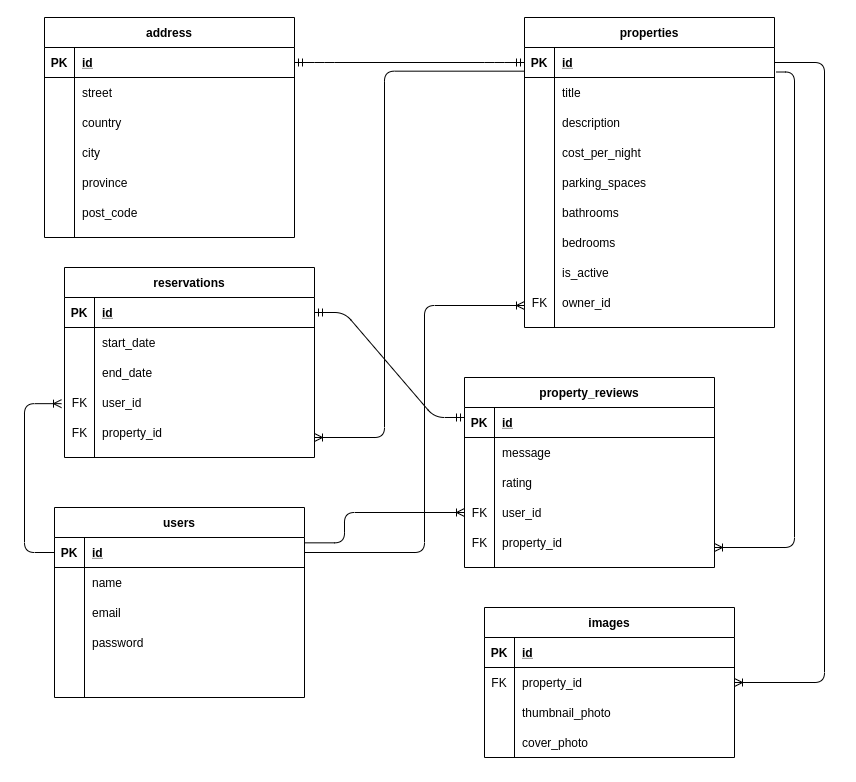 address
PK id
street
country
city
province
post_code
properties
PK id
title
description
cost_per_night
parking_spaces
bathrooms
bedrooms
is_active
FK owner_id
reservations
PK id
start_date
end_date
FK user_id
FK property_id
property_reviews
PK id
message
rating
FK user_id
FK property_id
users
PK id
name
email
password
images
PK id
FK property_id
thumbnail_photo
cover_photo